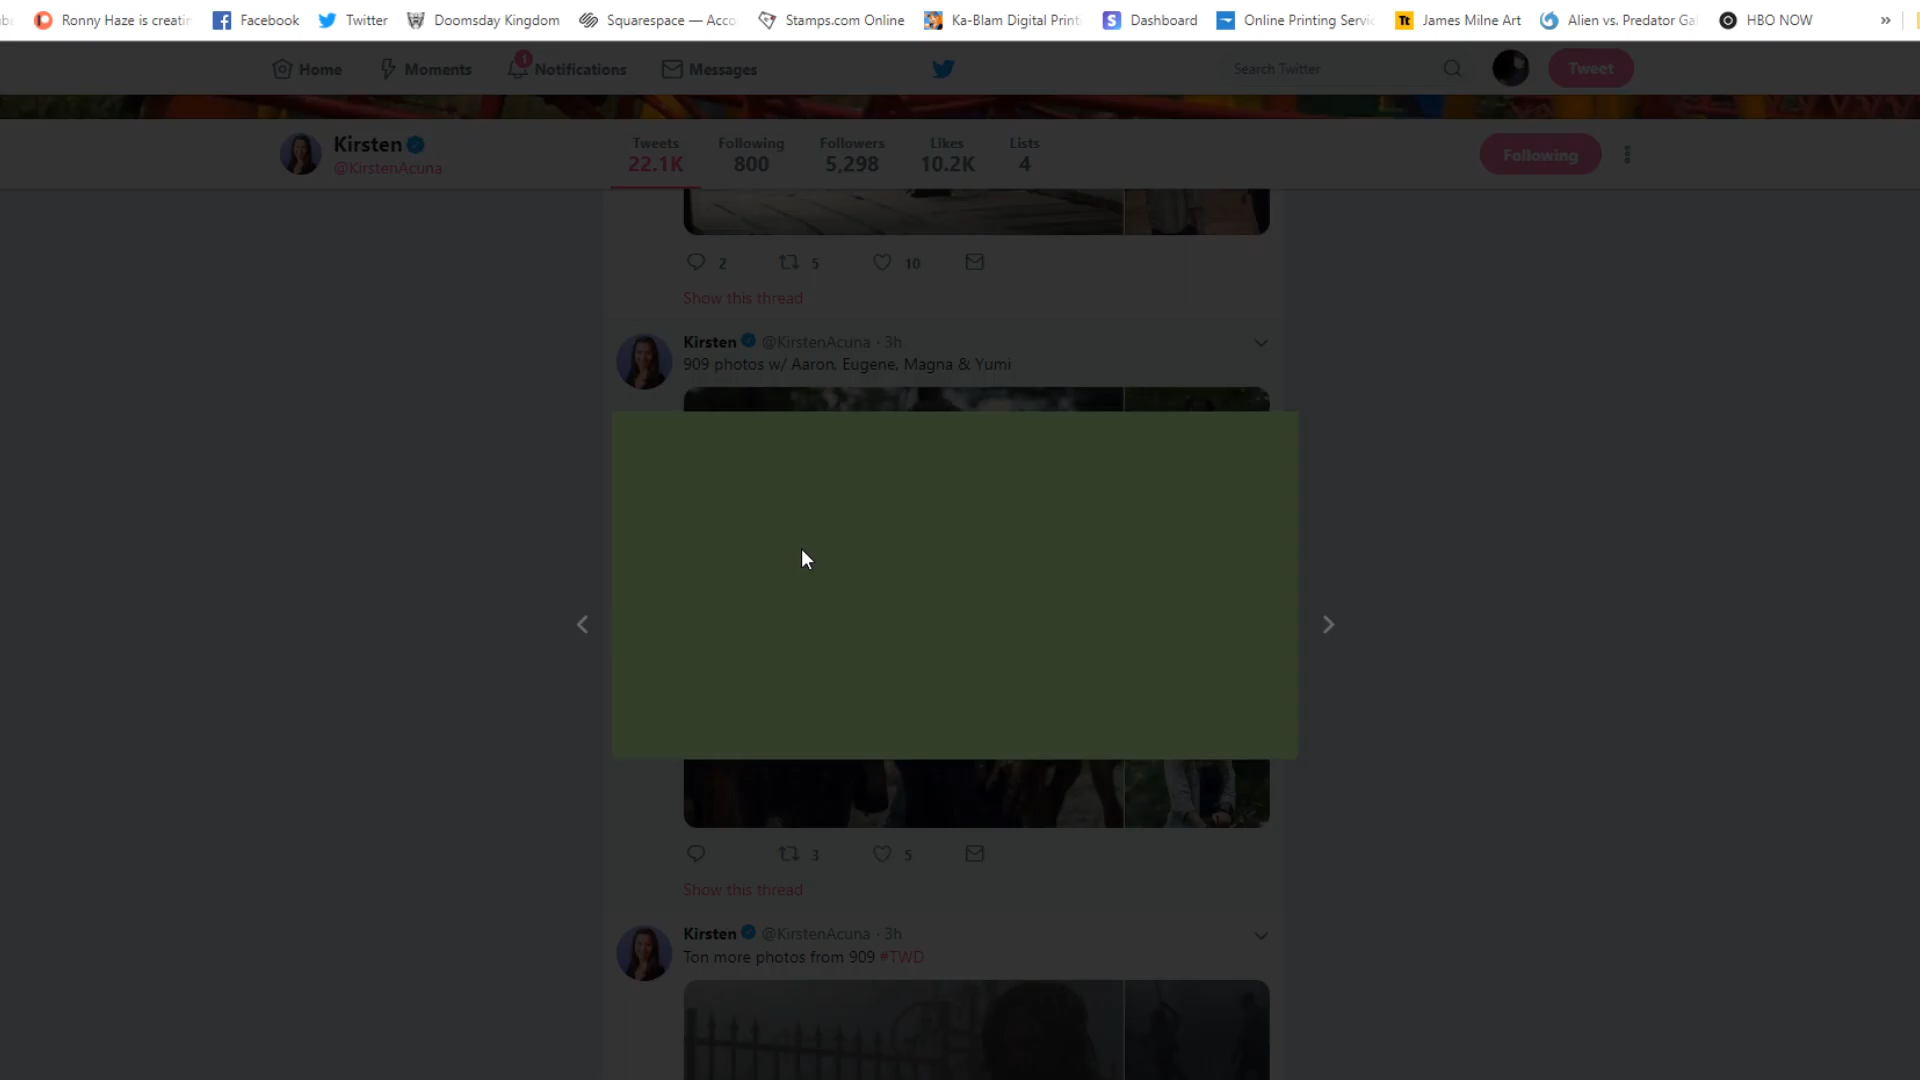 Ronny Haze is creatin
Facebook
Twitter
Doomsday Kingdom
Squarespace — Acco
Stamps.com Online
Ka-Blam Digital Print
Dashboard
Online Printing Servic
Tt
James Milne Art
Alien vs. Predator Ga
HBO NOW
»
Home
Moments
1
Notifications
Messages
Search Twitter
Tweet
Kirsten
@KirstenAcuna
Tweets
22.1K
Following
800
Followers
5,298
Likes
10.2K
Lists
4
Following
2
5
10
Show this thread
Kirsten @KirstenAcuna · 3h
909 photos w/ Aaron, Eugene, Magna & Yumi
3
5
Show this thread
Kirsten @KirstenAcuna · 3h
Ton more photos from 909 #TWD